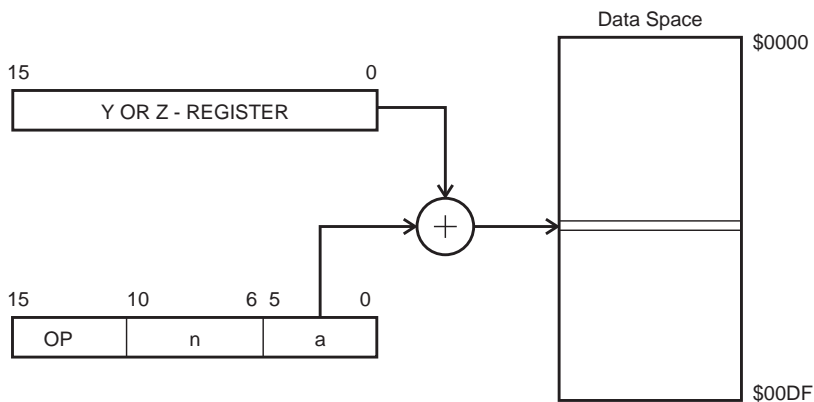 Data Space
$0000
15 0
Y OR Z - REGISTER
+
15 10 6 5 0
OP n a
$00DF